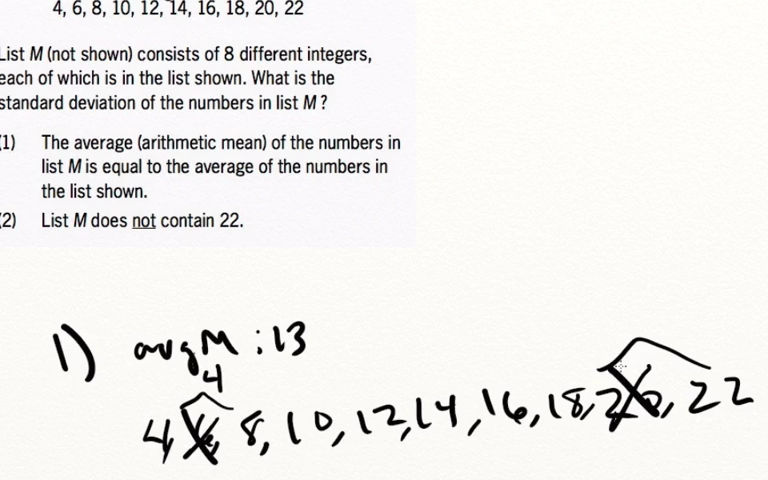 4, 6, 8, 10, 12, 14, 16, 18, 20, 22
List M (not shown) consists of 8 different integers,
each of which is in the list shown. What is the
standard deviation of the numbers in list M?
(1) The average (arithmetic mean) of the numbers in
list M is equal to the average of the numbers in
the list shown.
(2) List M does not contain 22.
1) avg M : 13
4
4, 6, 8, 10, 12, 14, 16, 18, 20, 22